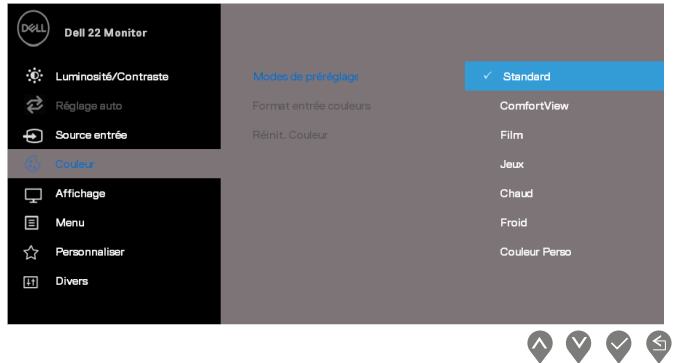 DELL
Dell 22 Monitor
Luminosité/Contraste
Réglage auto
Source entrée
Couleur
Affichage
Menu
Personnaliser
Divers
Modes de préréglage
Format entrée couleurs
Réinit. Couleur
Standard
ComfortView
Film
Jeux
Chaud
Froid
Couleur Perso